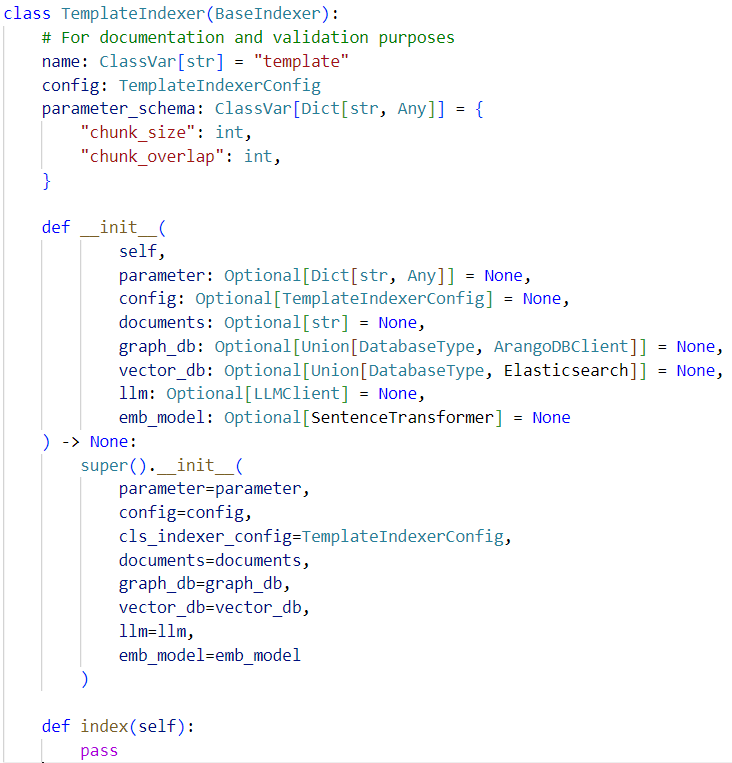 class TemplateIndexer(BaseIndexer):
    # For documentation and validation purposes
    name: ClassVar[str] = "template"
    config: TemplateIndexerConfig
    parameter_schema: ClassVar[Dict[str, Any]] = {
        "chunk_size": int,
        "chunk_overlap": int,
    }

    def __init__(
            self,
            parameter: Optional[Dict[str, Any]] = None,
            config: Optional[TemplateIndexerConfig] = None,
            documents: Optional[str] = None,
            graph_db: Optional[Union[DatabaseType, ArangoDBClient]] = None,
            vector_db: Optional[Union[DatabaseType, Elasticsearch]] = None,
            llm: Optional[LLMClient] = None,
            emb_model: Optional[SentenceTransformer] = None
    ) -> None:
        super().__init__(
            parameter=parameter,
            config=config,
            cls_indexer_config=TemplateIndexerConfig,
            documents=documents,
            graph_db=graph_db,
            vector_db=vector_db,
            llm=llm,
            emb_model=emb_model
        )

    def index(self):
        pass